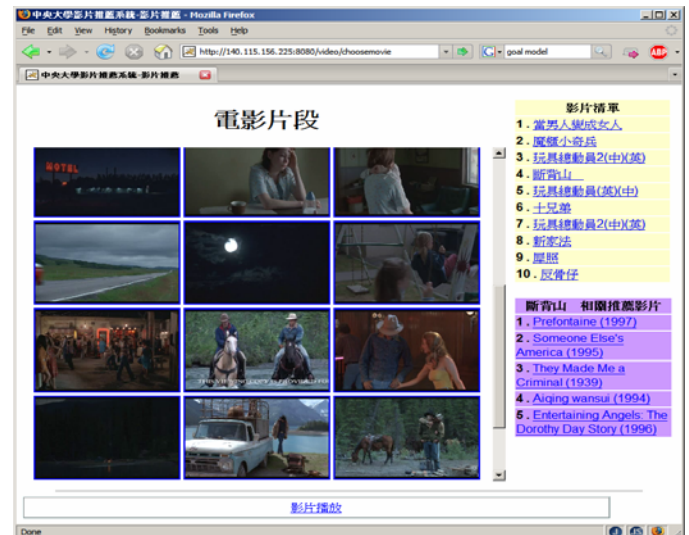 中央大學影片推薦系統-影片推薦 - Mozilla Firefox
File Edit View History Bookmarks Tools Help
http://140.115.156.225:8080/video/choosemovie
goal model
中央大學影片推薦系統-影片推薦
電影片段
MOTEL
影片清單
1 . 當男人變成女人
2 . 魔櫃小奇兵
3 . 玩具總動員2(中)(英)
4 . 斷背山
5 . 玩具總動員(英)(中)
6 . 十兄弟
7 . 玩具總動員2(中)(英)
8 . 新家法
9 . 犀照
10 . 反骨仔
斷背山 相關推薦影片
1 . Prefontaine (1997)
2 . Someone Else's
America (1995)
3 . They Made Me a
Criminal (1939)
4 . Aiqing wansui (1994)
5 . Entertaining Angels: The
Dorothy Day Story (1996)
影片播放
Done